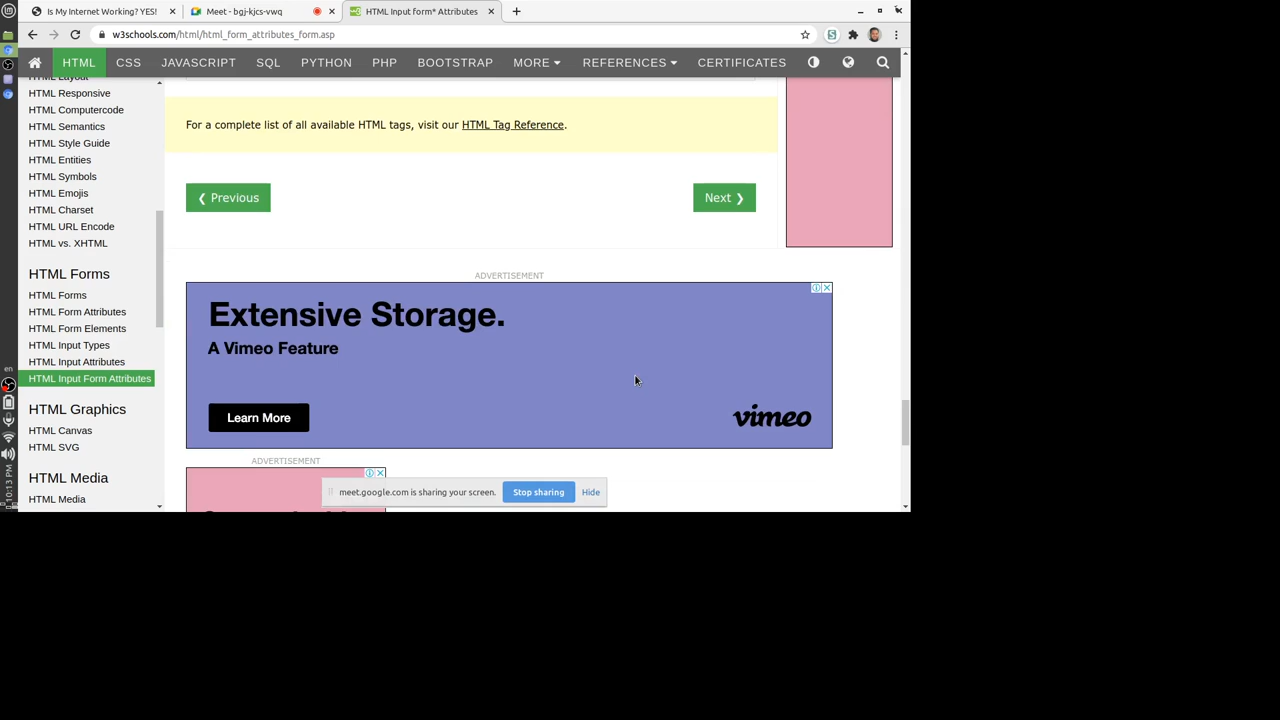 Is My Internet Working? YES!
Meet - bgj-kjcs-vwq
HTML Input form* Attributes
w3schools.com/html/html_form_attributes_form.asp
HTML
CSS
JAVASCRIPT
SQL
PYTHON
PHP
BOOTSTRAP
MORE
REFERENCES
CERTIFICATES
HTML Layout
HTML Responsive
HTML Computercode
HTML Semantics
HTML Style Guide
HTML Entities
HTML Symbols
HTML Emojis
HTML Charset
HTML URL Encode
HTML vs. XHTML
HTML Forms
HTML Forms
HTML Form Attributes
HTML Form Elements
HTML Input Types
HTML Input Attributes
HTML Input Form Attributes
HTML Graphics
HTML Canvas
HTML SVG
HTML Media
HTML Media
For a complete list of all available HTML tags, visit our HTML Tag Reference.
❮ Previous
Next ❯
ADVERTISEMENT
Extensive Storage.
A Vimeo Feature
Learn More
vimeo
ADVERTISEMENT
meet.google.com is sharing your screen.
Stop sharing
Hide
en
10:13 PM